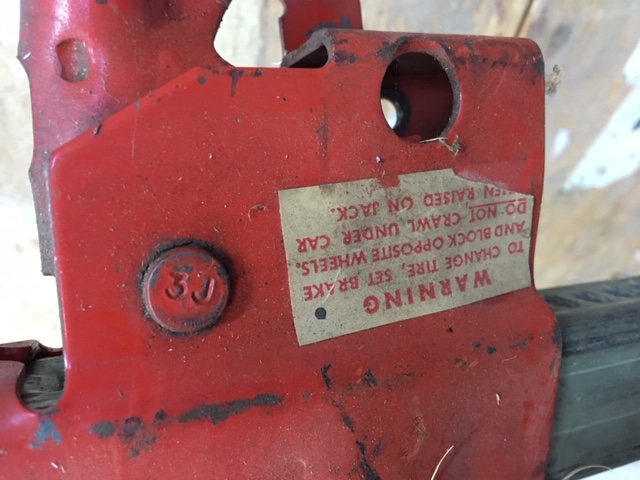 WARNING
TO CHANGE TIRE, SET BRAKE
AND BLOCK OPPOSITE WHEELS.
DO NOT CRAWL UNDER CAR
WHEN RAISED ON JACK.
3J